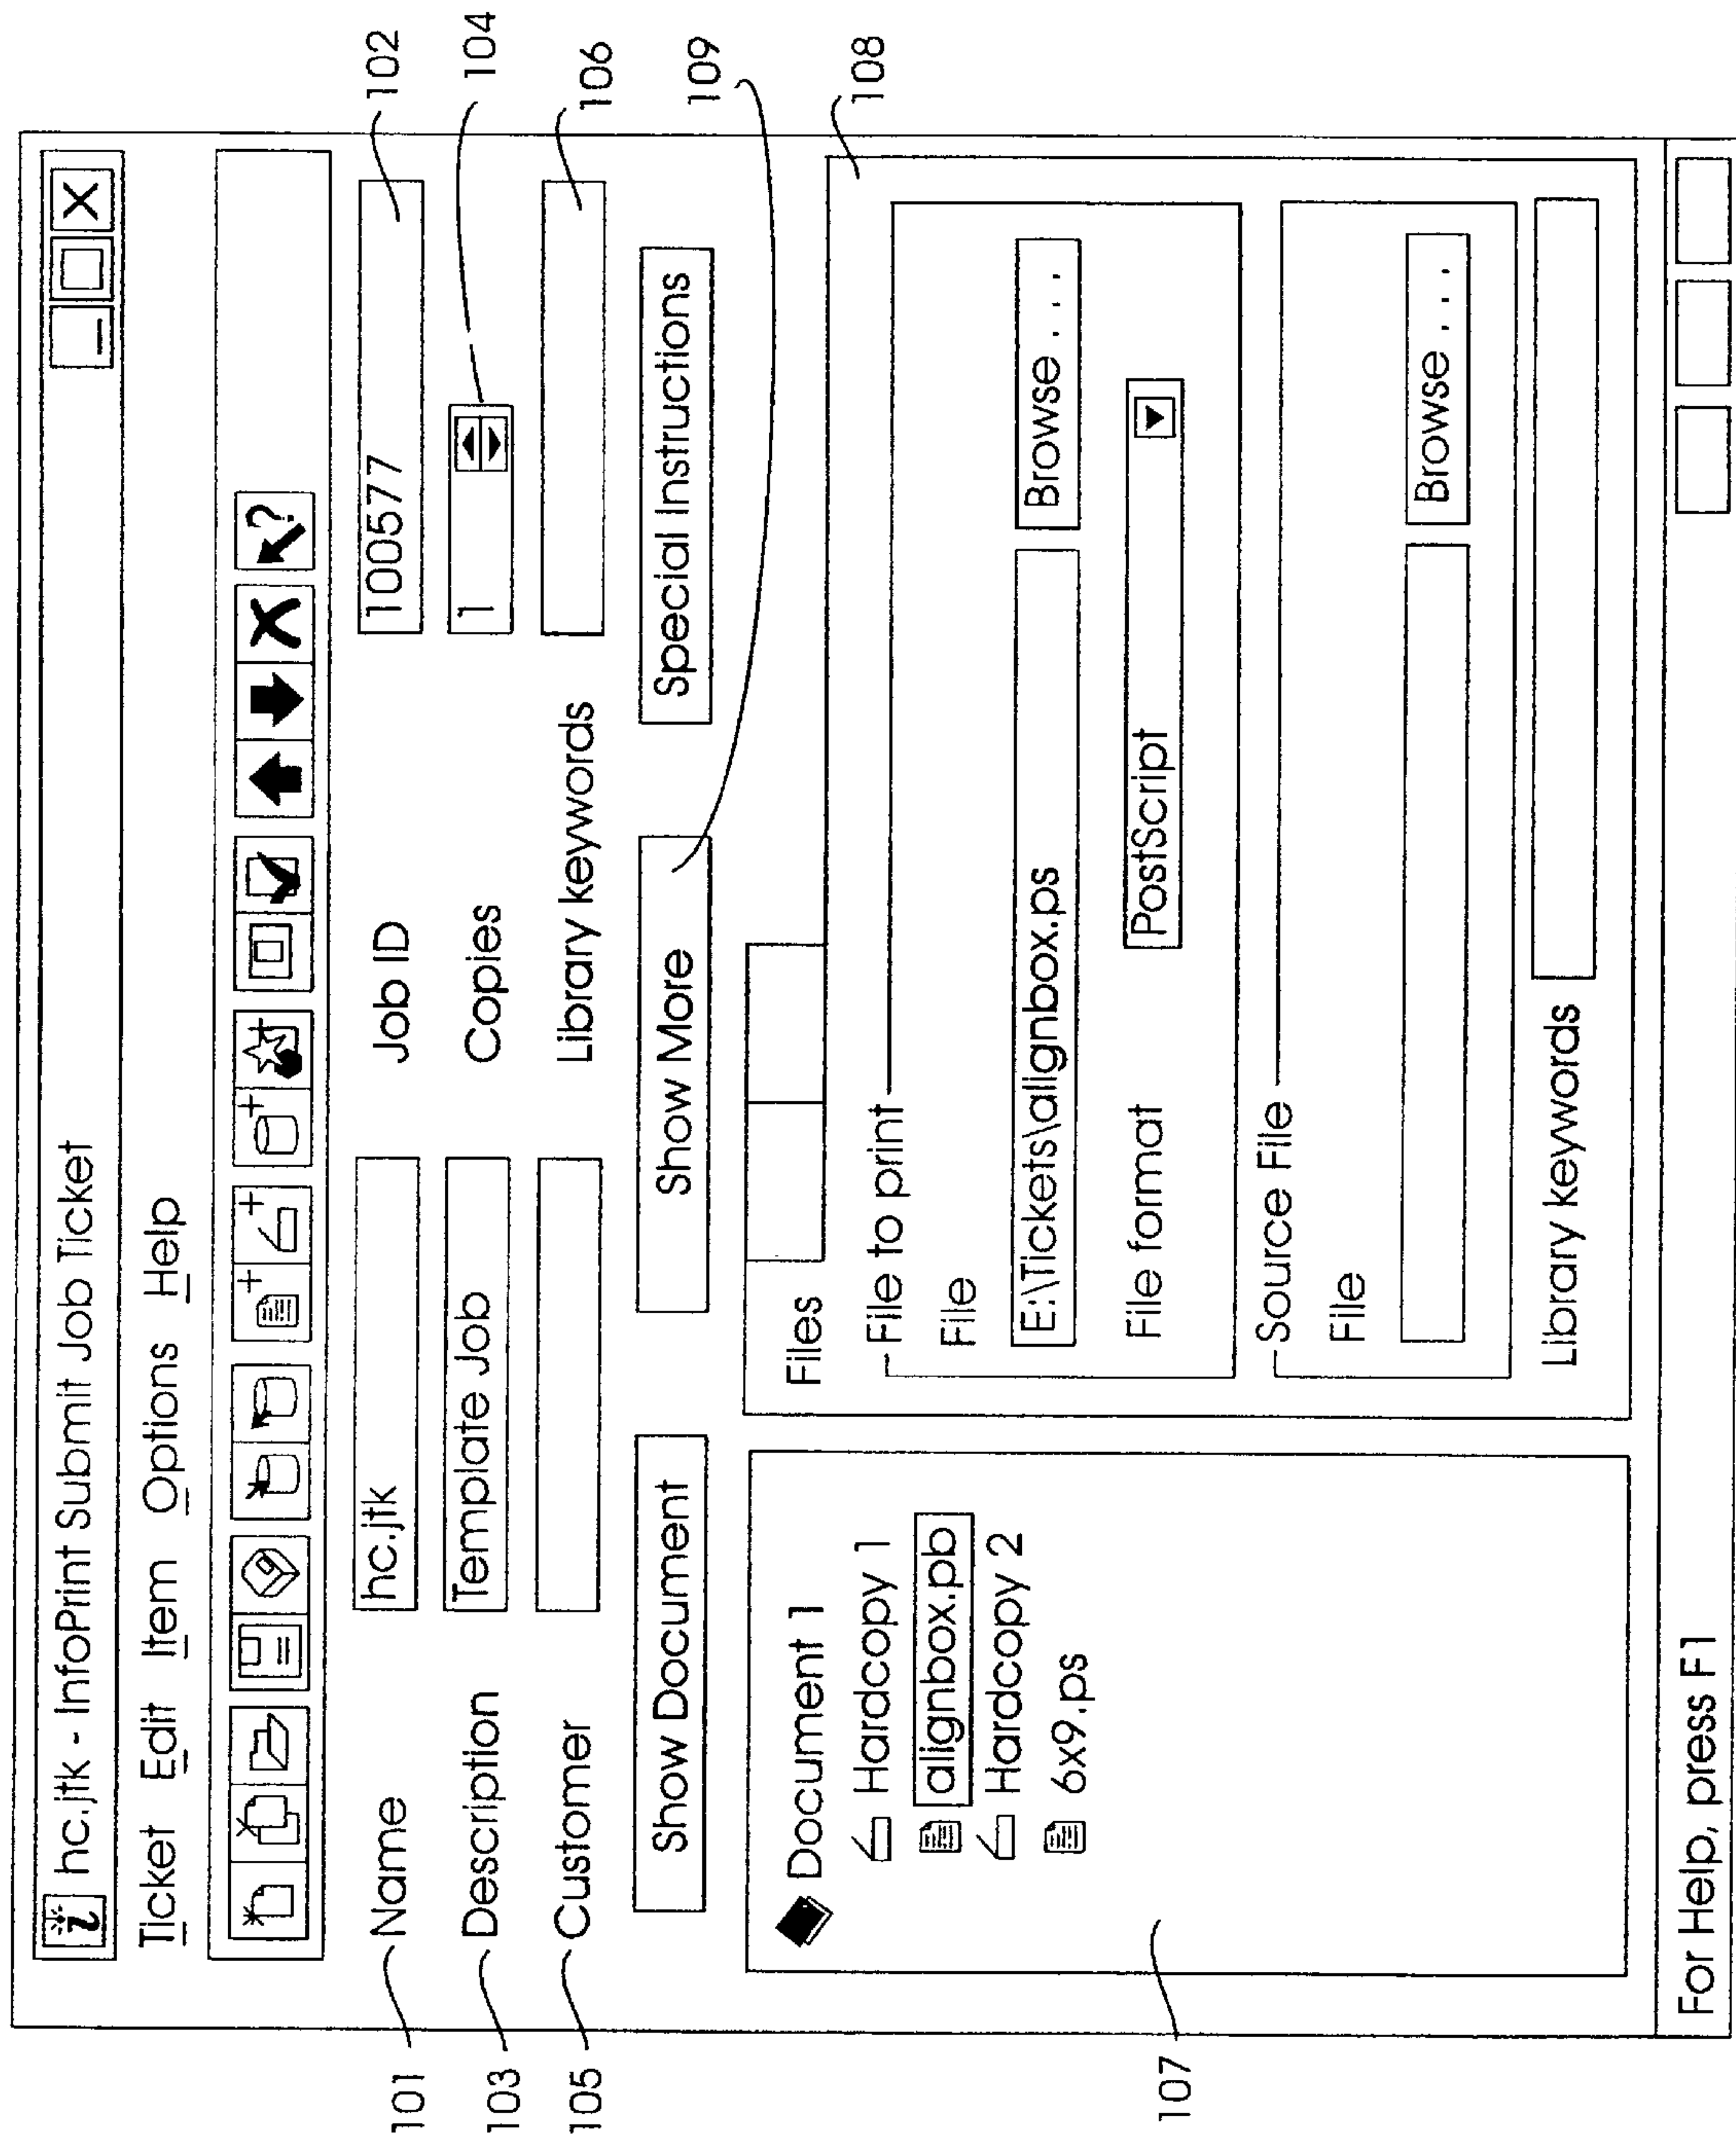 hc.jtk - InfoPrint Submit Job Ticket
Ticket Edit Item Options Help
101 Name hc.jtk Job ID 100577 102
103 Description Template Job Copies 1 104
105 Customer Library keywords 106
Show Document Show More Special Instructions 109
Document 1
Hardcopy 1
alignbox.pb
Hardcopy 2
6x9.ps
107
Files
108
File to print
File
E:\Tickets\alignbox.ps Browse . . .
File format PostScript
Source File
File
Browse . . .
Library keywords
For Help, press F1